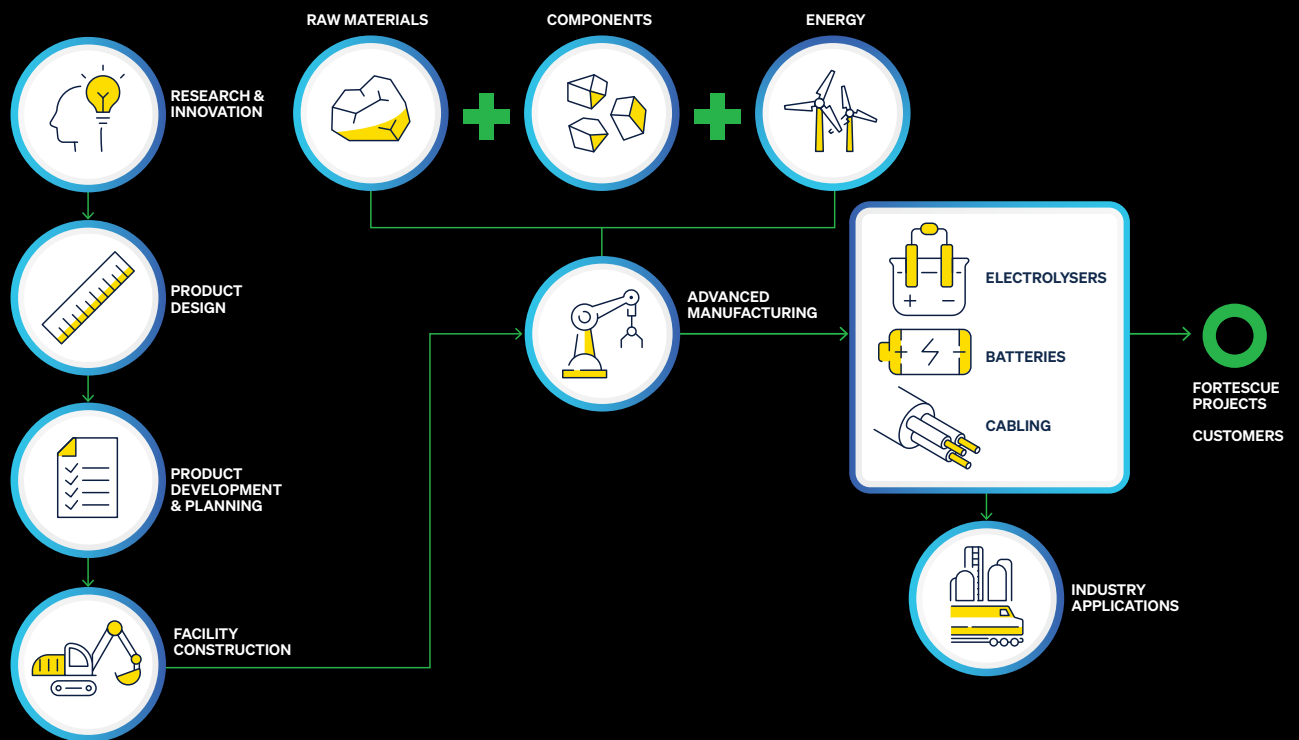 RAW MATERIALS
COMPONENTS
ENERGY
RESEARCH &
INNOVATION
PRODUCT
DESIGN
PRODUCT
DEVELOPMENT
& PLANNING
FACILITY
CONSTRUCTION
ADVANCED
MANUFACTURING
ELECTROLYSERS
BATTERIES
CABLING
FORTESCUE
PROJECTS
CUSTOMERS
INDUSTRY
APPLICATIONS